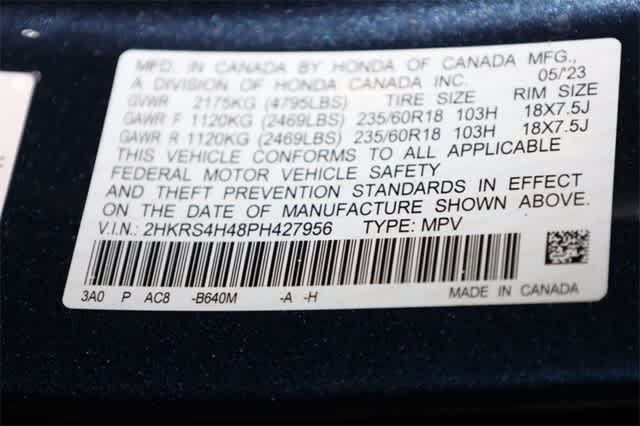 MFD. IN CANADA BY HONDA OF CANADA MFG.,
A DIVISION OF HONDA CANADA INC. 05/'23
GVWR 2175KG (4795LBS) TIRE SIZE RIM SIZE
GAWR F 1120KG (2469LBS) 235/60R18 103H 18X7.5J
GAWR R 1120KG (2469LBS) 235/60R18 103H 18X7.5J
THIS VEHICLE CONFORMS TO ALL APPLICABLE
FEDERAL MOTOR VEHICLE SAFETY
AND THEFT PREVENTION STANDARDS IN EFFECT
ON THE DATE OF MANUFACTURE SHOWN ABOVE.
V.I.N.: 2HKRS4H48PH427956 TYPE: MPV
3A0 P AC8 -B640M -A -H MADE IN CANADA